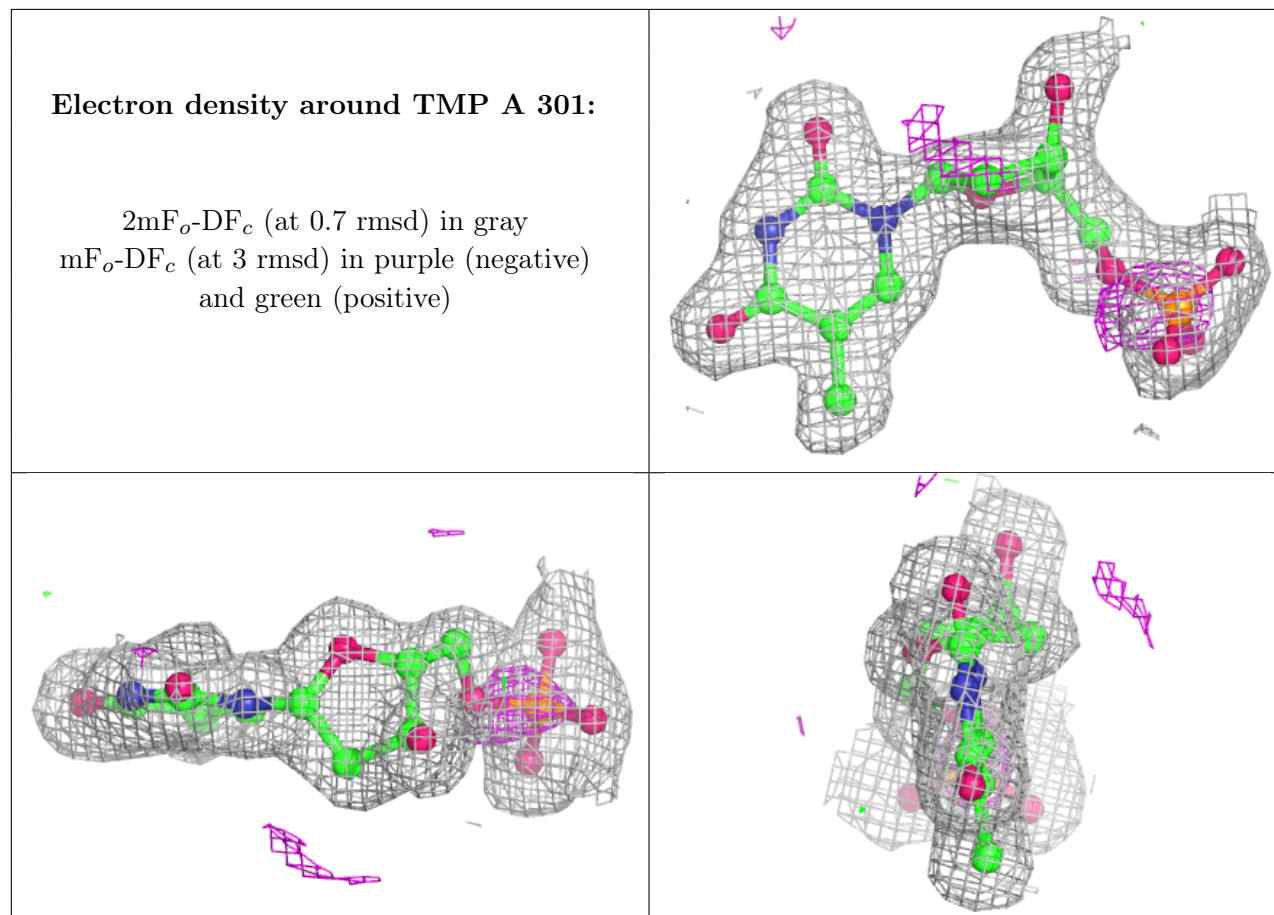 Electron density around TMP A 301:
2mFo-DFc (at 0.7 rmsd) in gray
mFo-DFc (at 3 rmsd) in purple (negative)
and green (positive)